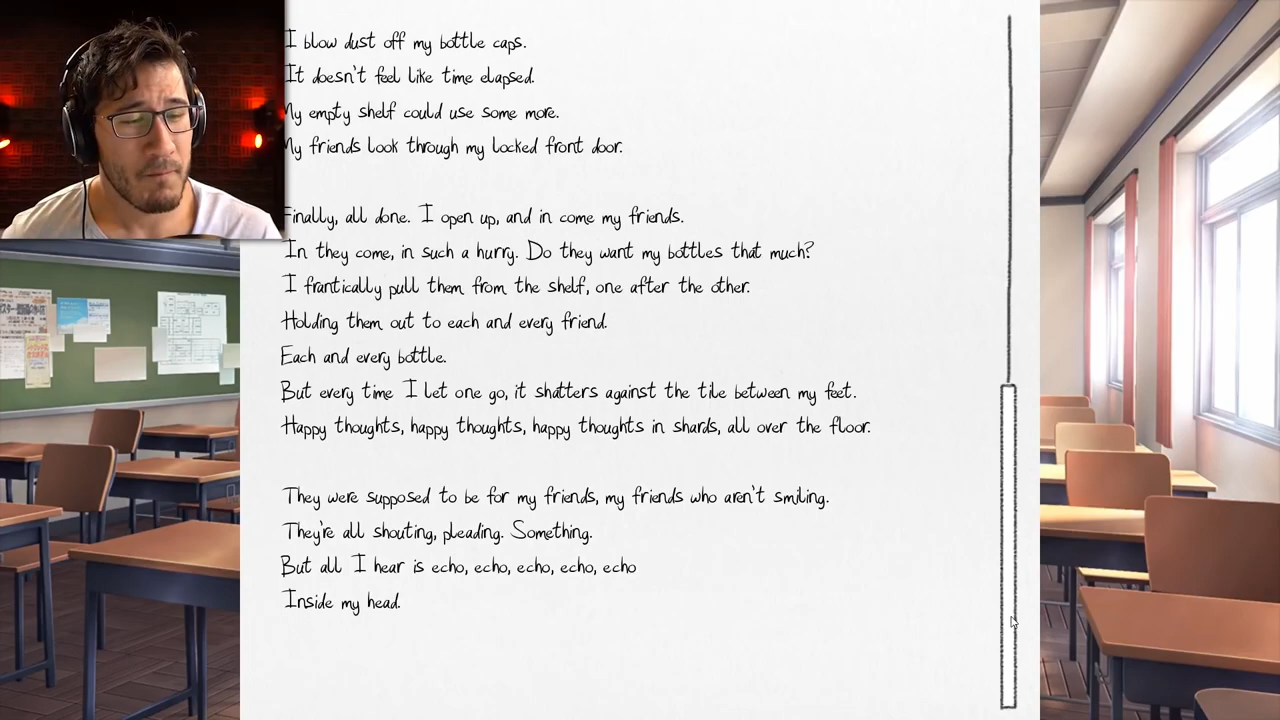 I blow dust off my bottle caps.
It doesn't feel like time elapsed.
My empty shelf could use some more.
My friends look through my locked front door.
Finally, all done. I open up, and in come my friends.
In they come, in such a hurry. Do they want my bottles that much?
I frantically pull them from the shelf, one after the other.
Holding them out to each and every friend.
Each and every bottle.
But every time I let one go, it shatters against the tile between my feet.
Happy thoughts, happy thoughts, happy thoughts in shards, all over the floor.
They were supposed to be for my friends, my friends who aren't smiling.
They're all shouting, pleading. Something.
But all I hear is echo, echo, echo, echo, echo
Inside my head.